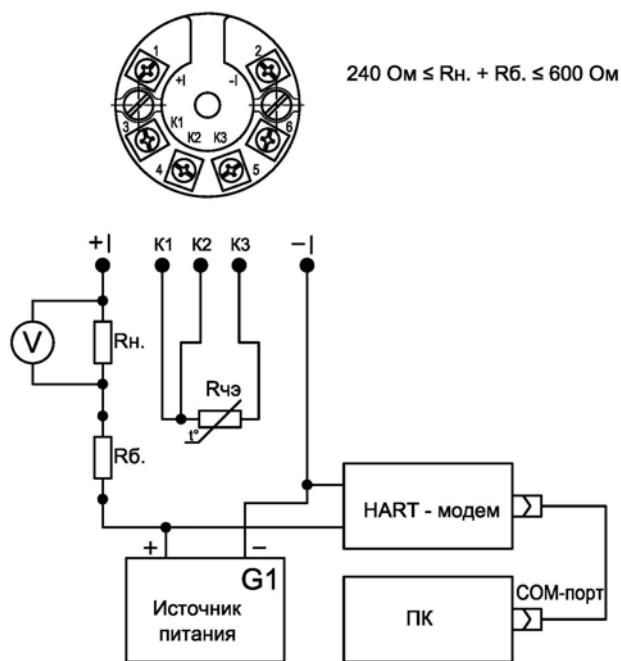 1 2
240 Ом ≤ Rн. + Rб. ≤ 600 Ом
+I -I
К1
К2 К3
3 6
4 5
+I К1 К2 К3 -I
V
Rн.
Rчэ
t°
Rб.
HART - модем
+ -
G1
Источник
питания
COM-порт
ПК